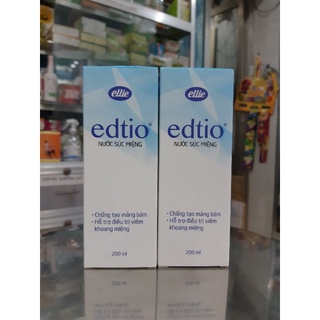 ellie
edtio®
NƯỚC SÚC MIỆNG
• Chống tạo mảng bám
• Hỗ trợ điều trị viêm
khoang miệng
200 ml
ellie
edtio®
NƯỚC SÚC MIỆNG
• Chống tạo mảng bám
• Hỗ trợ điều trị viêm
khoang miệng
200 ml